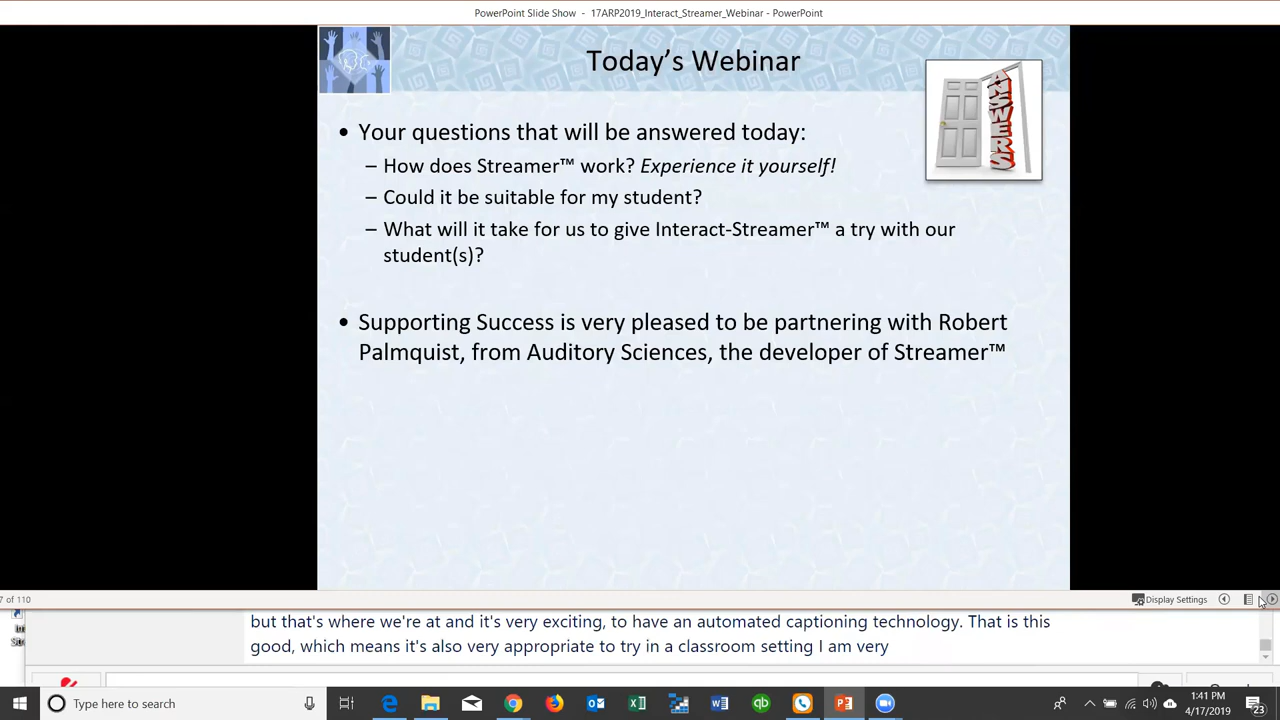 PowerPoint Slide Show - 17ARP2019_Interact_Streamer_Webinar - PowerPoint
Today's Webinar
ANSWERS
• Your questions that will be answered today:
– How does Streamer™ work? Experience it yourself!
– Could it be suitable for my student?
– What will it take for us to give Interact-Streamer™ a try with our
student(s)?
• Supporting Success is very pleased to be partnering with Robert
Palmquist, from Auditory Sciences, the developer of Streamer™
7 of 110
Display Settings
but that's where we're at and it's very exciting, to have an automated captioning technology. That is this
good, which means it's also very appropriate to try in a classroom setting I am very
Type here to search
1:41 PM
4/17/2019
23